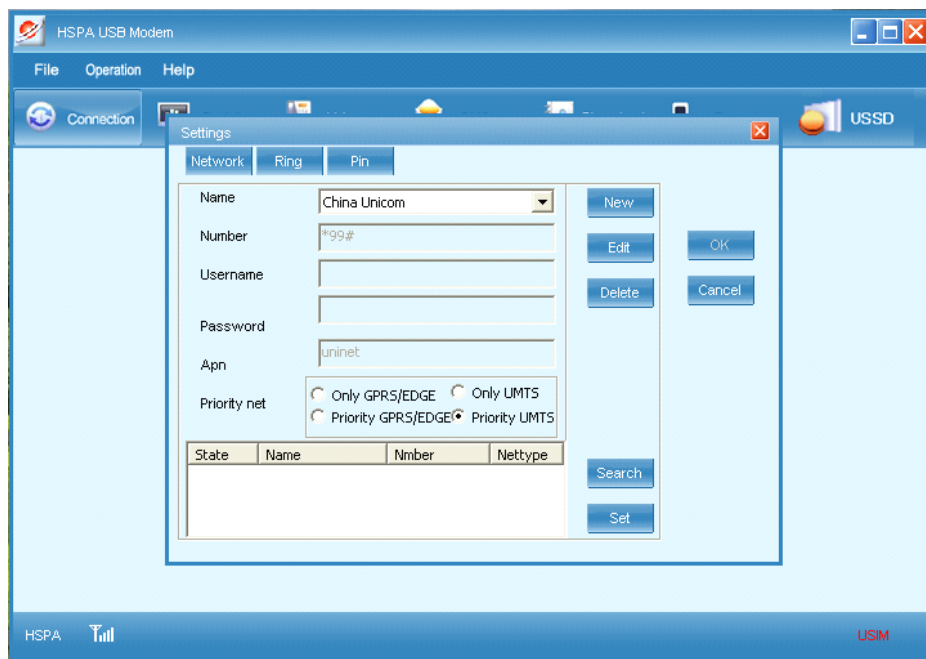 HSPA USB Modem
File Operation Help
Connection USSD
Settings
Network Ring Pin
Name China Unicom New
Number *99#
Edit OK
Username
Delete Cancel
Password
Apn uninet
Priority net
Only GPRS/EDGE Only UMTS
Priority GPRS/EDGE Priority UMTS
State Name Nmber Nettype
Search
Set
HSPA USIM